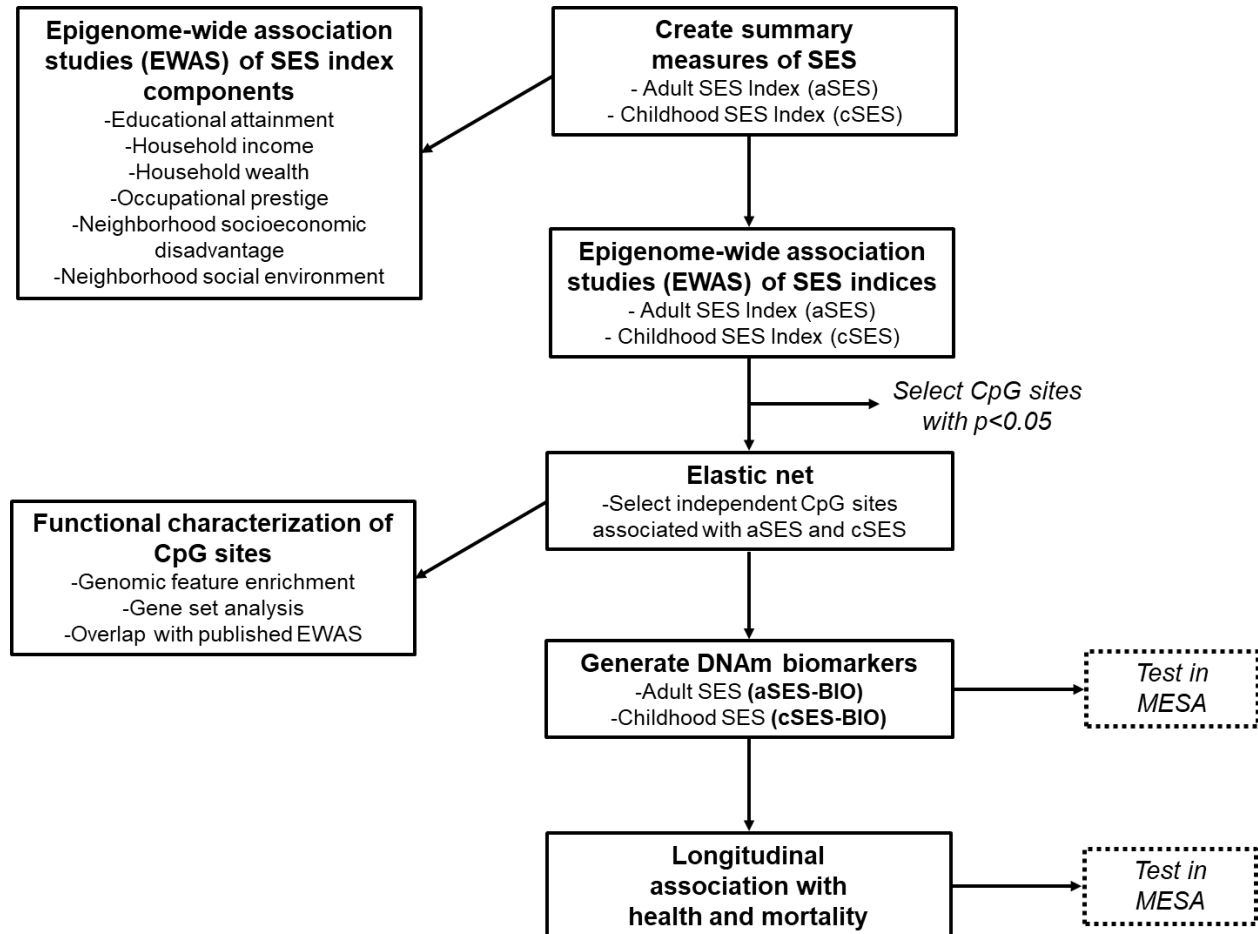 Epigenome-wide association
studies (EWAS) of SES index
components
-Educational attainment
-Household income
-Household wealth
-Occupational prestige
-Neighborhood socioeconomic
disadvantage
-Neighborhood social environment
Create summary
measures of SES
- Adult SES Index (aSES)
- Childhood SES Index (cSES)
Epigenome-wide association
studies (EWAS) of SES indices
- Adult SES Index (aSES)
- Childhood SES Index (cSES)
Select CpG sites
with p<0.05
Elastic net
-Select independent CpG sites
associated with aSES and cSES
Functional characterization of
CpG sites
-Genomic feature enrichment
-Gene set analysis
-Overlap with published EWAS
Generate DNAm biomarkers
-Adult SES (aSES-BIO)
-Childhood SES (cSES-BIO)
Test in
MESA
Longitudinal
association with
health and mortality
Test in
MESA